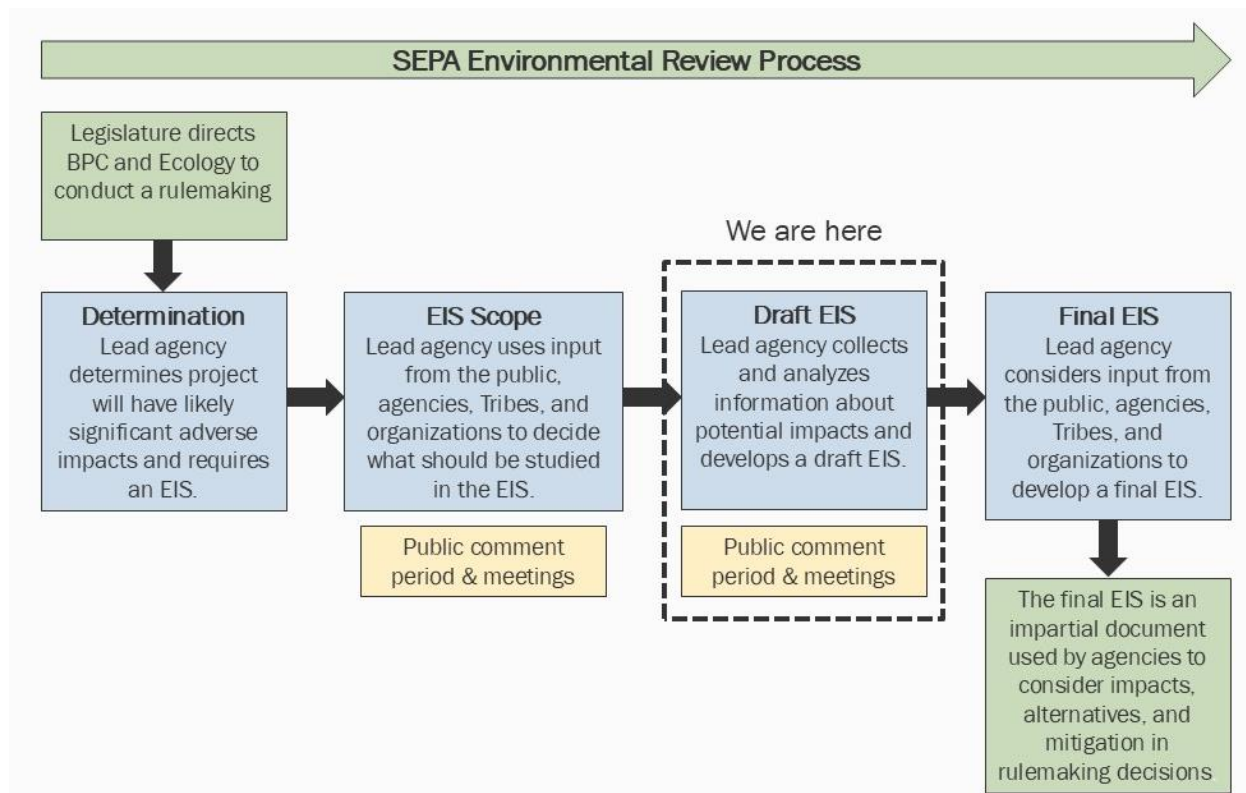 SEPA Environmental Review Process
Legislature directs
BPC and Ecology to
conduct a rulemaking
We are here
Determination
Lead agency
determines project
will have likely
significant adverse
impacts and requires
an EIS.
EIS Scope
Lead agency uses input
from the public,
agencies, Tribes, and
organizations to decide
what should be studied
in the EIS.
Public comment
period & meetings
Draft EIS
Lead agency collects
and analyzes
information about
potential impacts and
develops a draft EIS.
Public comment
period & meetings
Final EIS
Lead agency
considers input from
the public, agencies,
Tribes, and
organizations to
develop a final EIS.
The final EIS is an
impartial document
used by agencies to
consider impacts,
alternatives, and
mitigation in
rulemaking decisions